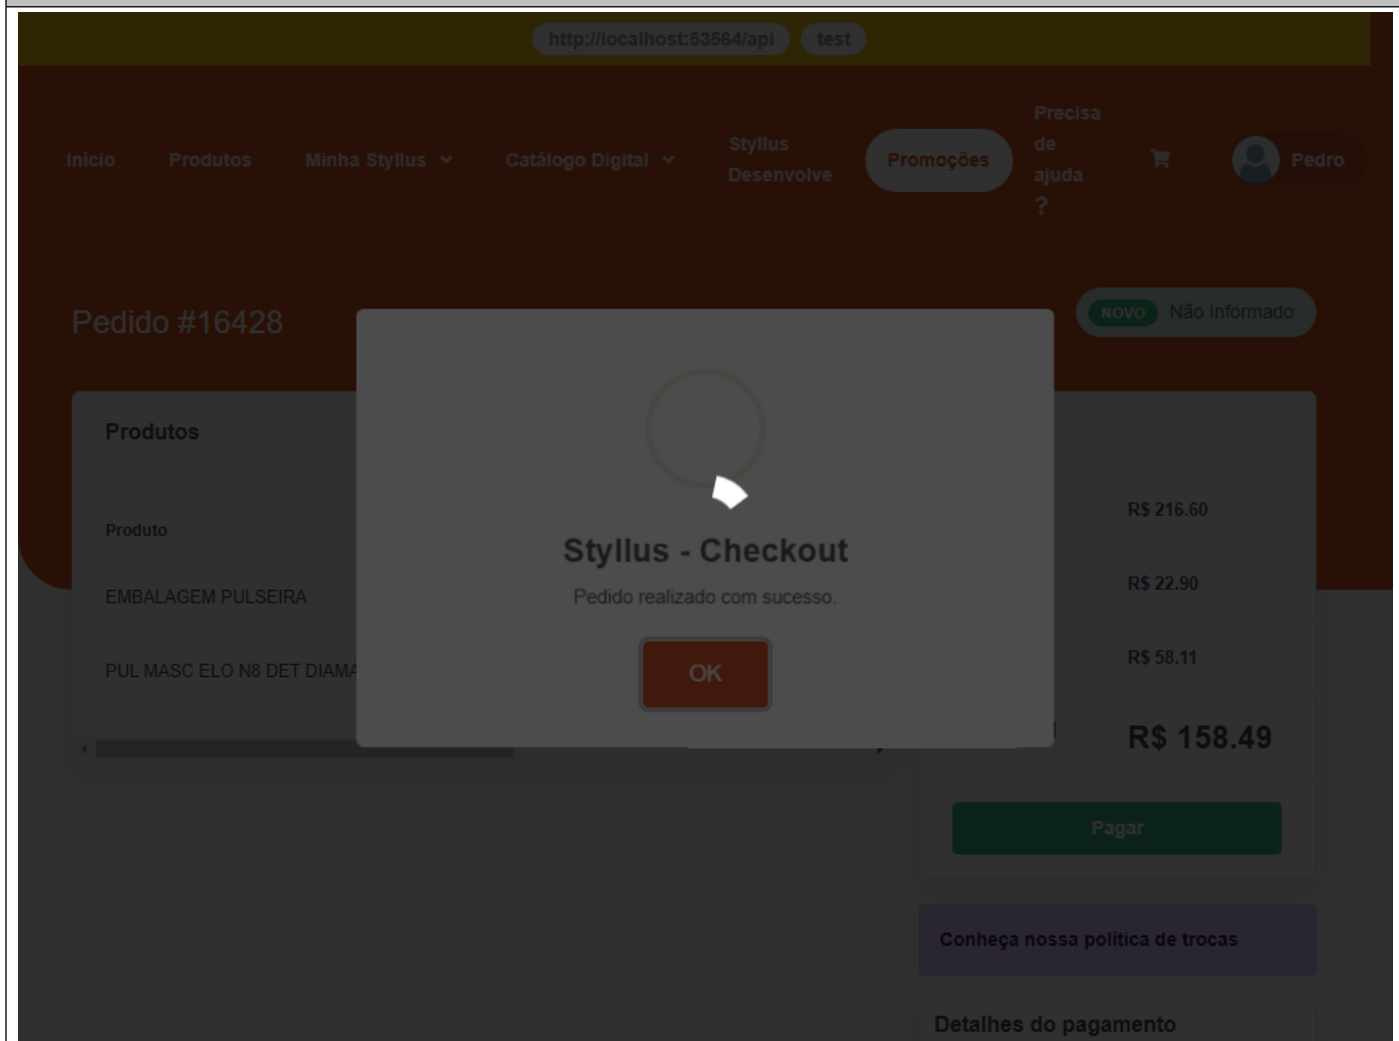 http://localhost:53564/api test
Início Produtos Minha Styllus Catálogo Digital Styllus Desenvolve Promoções Precisa de ajuda ? Pedro
Pedido #16428
NOVO Não Informado
Produtos
Produto
EMBALAGEM PULSEIRA
PUL MASC ELO N8 DET DIAMA
Styllus - Checkout
Pedido realizado com sucesso.
OK
R$ 216.60
R$ 22.90
R$ 58.11
R$ 158.49
Pagar
Conheça nossa política de trocas
Detalhes do pagamento